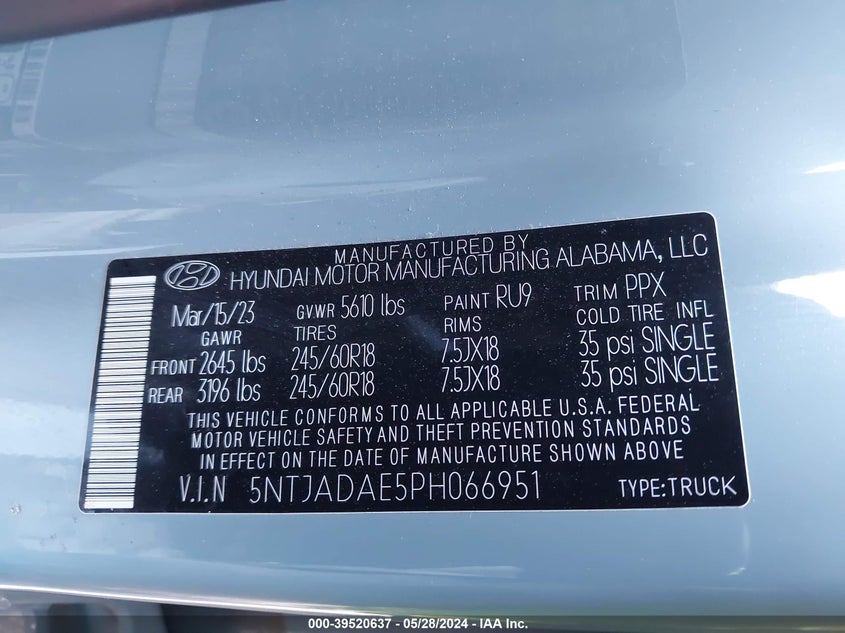 MANUFACTURED BY
HYUNDAI MOTOR MANUFACTURING ALABAMA, LLC
Mar/15/23 GVWR 5610 lbs PAINT RU9 TRIM PPX
GAWR TIRES RIMS COLD TIRE INFL
FRONT 2645 lbs 245/60R18 7.5JX18 35 psi SINGLE
REAR 3196 lbs 245/60R18 7.5JX18 35 psi SINGLE
THIS VEHICLE CONFORMS TO ALL APPLICABLE U.S.A. FEDERAL
MOTOR VEHICLE SAFETY AND THEFT PREVENTION STANDARDS
IN EFFECT ON THE DATE OF MANUFACTURE SHOWN ABOVE
V.I.N 5NTJADAE5PH066951 TYPE:TRUCK
000-39520637 - 05/28/2024 - IAA Inc.